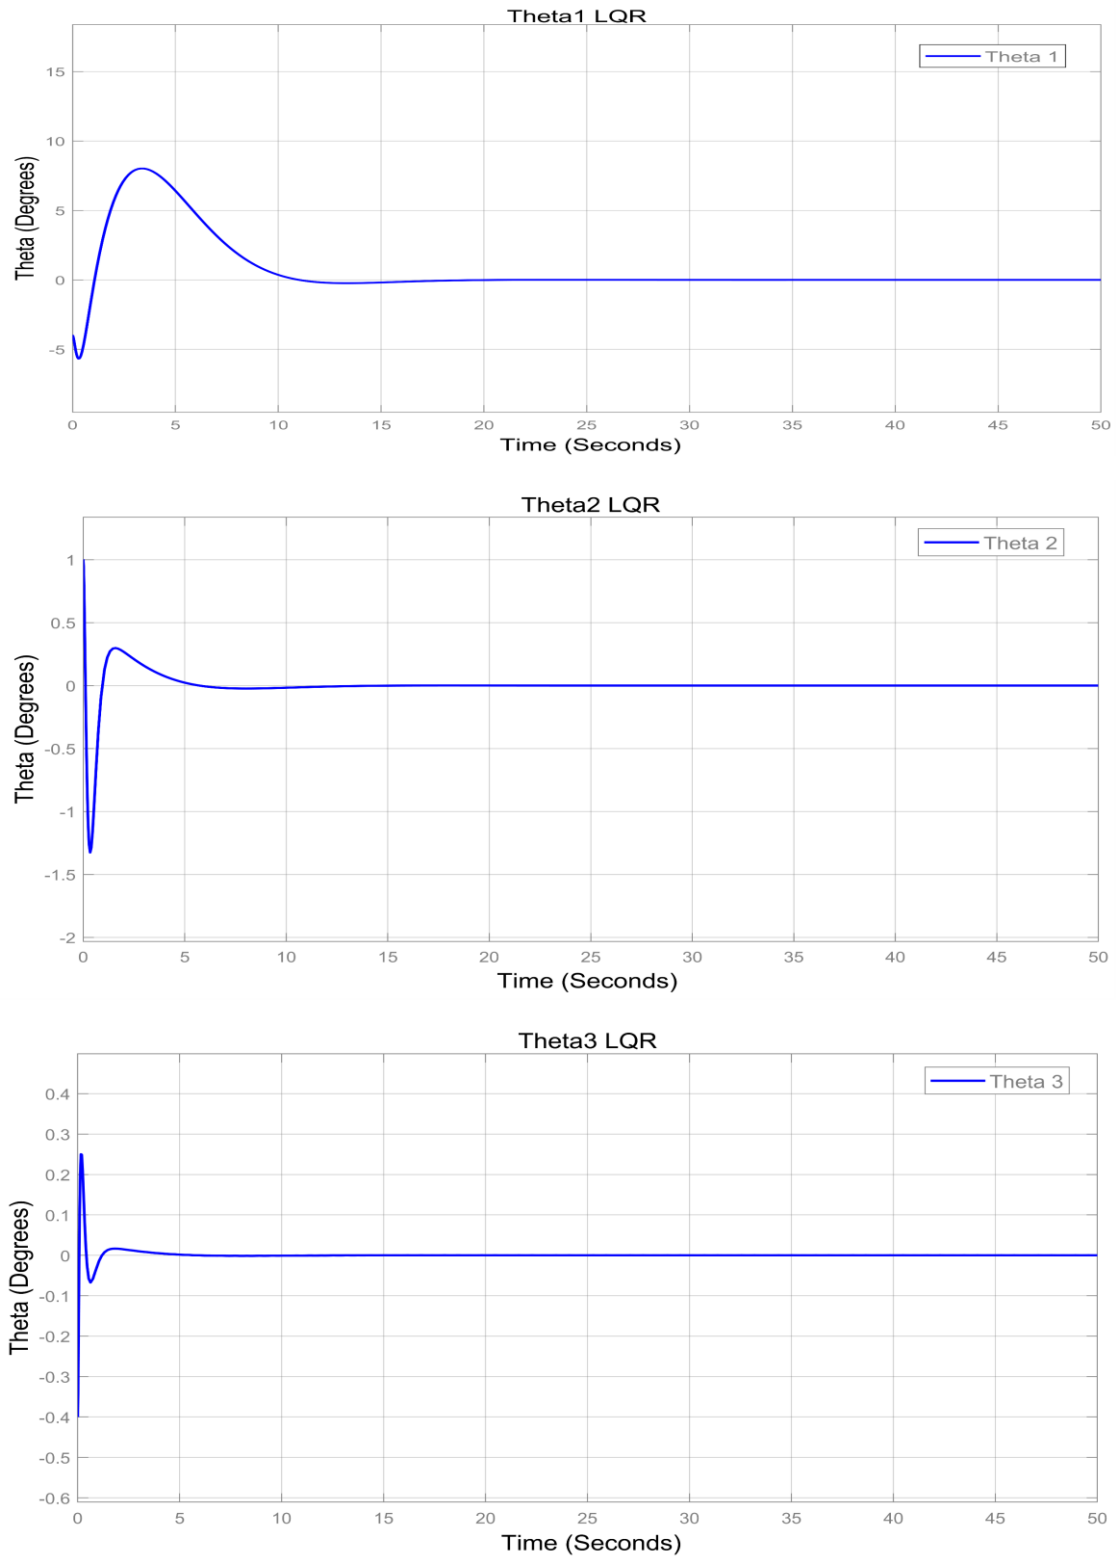 Theta1 LQR
Theta 1
15
10
5
0
-5
Theta (Degrees)
0 5 10 15 20 25 30 35 40 45 50
Time (Seconds)
Theta2 LQR
Theta 2
1
0.5
0
-0.5
-1
-1.5
-2
Theta (Degrees)
0 5 10 15 20 25 30 35 40 45 50
Time (Seconds)
Theta3 LQR
Theta 3
0.4
0.3
0.2
0.1
0
-0.1
-0.2
-0.3
-0.4
-0.5
-0.6
Theta (Degrees)
0 5 10 15 20 25 30 35 40 45 50
Time (Seconds)